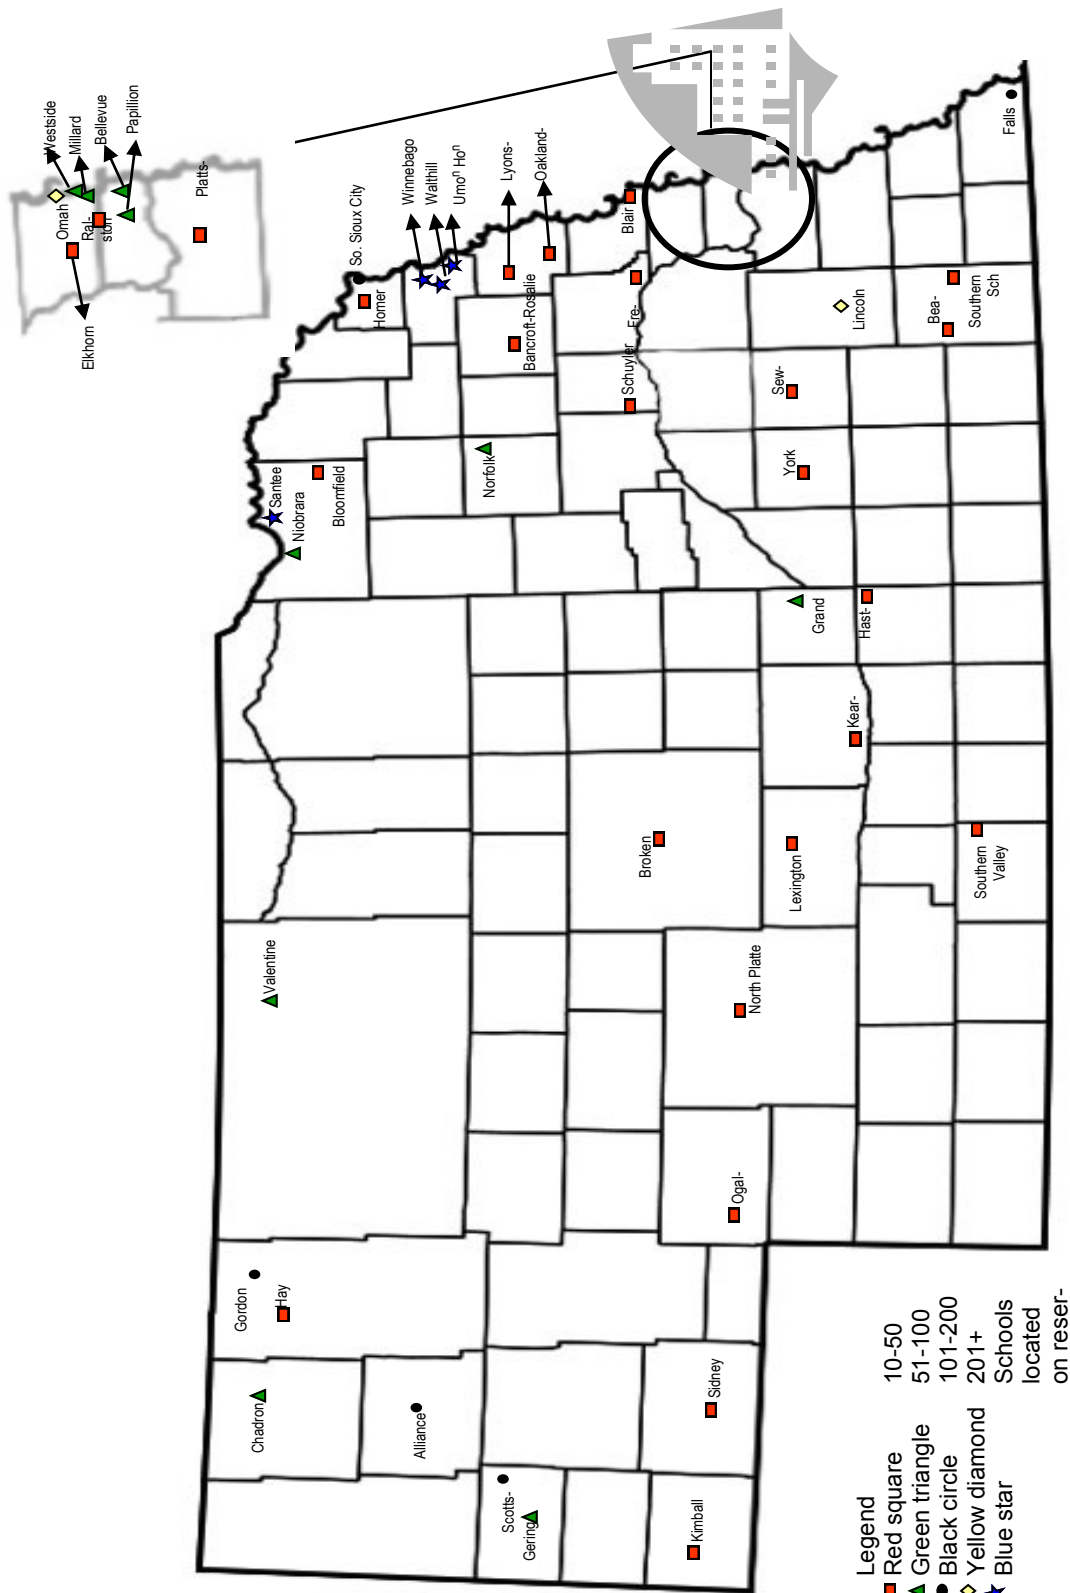 Westside
Millard
Bellevue
Papillion
Omah
Ral-
ston
Platts-
Elkhorn
So. Sioux City
Homer
Winnebago
Walthill
Umoⁿ Hoⁿ
Lyons-
Oakland-
Bancroft-Rosalie
Blair
Fre-
Schuyler
Falls
Lincoln
Bea-
Southern
Sch
Sew-
York
Norfolk
Santee
Niobrara
Bloomfield
Grand
Hast-
Kear-
Broken
Lexington
Southern
Valley
Valentine
North Platte
Ogal-
Gordon
Hay
Chadron
Alliance
Scotts-
Gering
Sidney
Kimball
Legend
Red square 10-50
Green triangle 51-100
Black circle 101-200
Yellow diamond 201+
Blue star Schools
located
on reser-